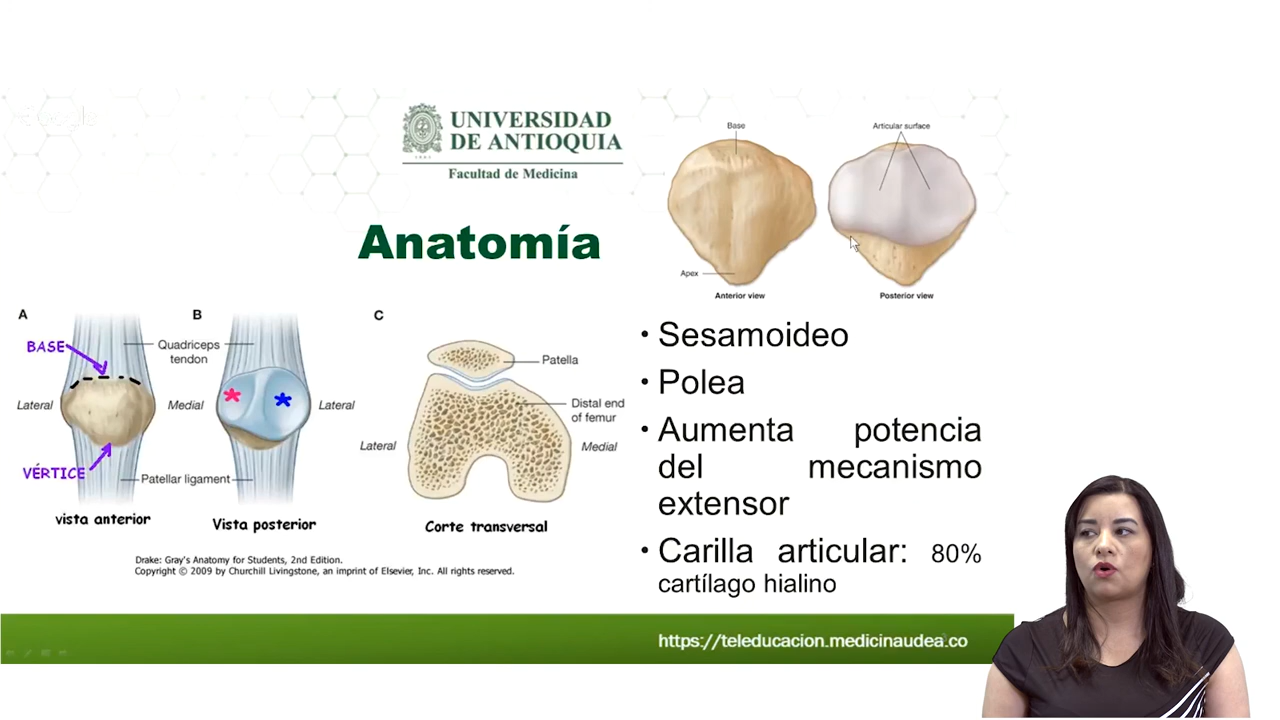 Google
UNIVERSIDAD
DE ANTIOQUIA
1803
Facultad de Medicina
Anatomía
Base
Articular surface
Apex
Anterior view
Posterior view
A
B
C
BASE
Quadriceps
tendon
Lateral
Medial
Lateral
VÉRTICE
Patellar ligament
vista anterior
Vista posterior
Patella
Distal end
of femur
Lateral
Medial
Corte transversal
Drake: Gray's Anatomy for Students, 2nd Edition.
Copyright © 2009 by Churchill Livingstone, an imprint of Elsevier, Inc. All rights reserved.
• Sesamoideo
• Polea
• Aumenta potencia
del mecanismo
extensor
• Carilla articular: 80%
cartílago hialino
https://teleducacion.medicinaudea.co